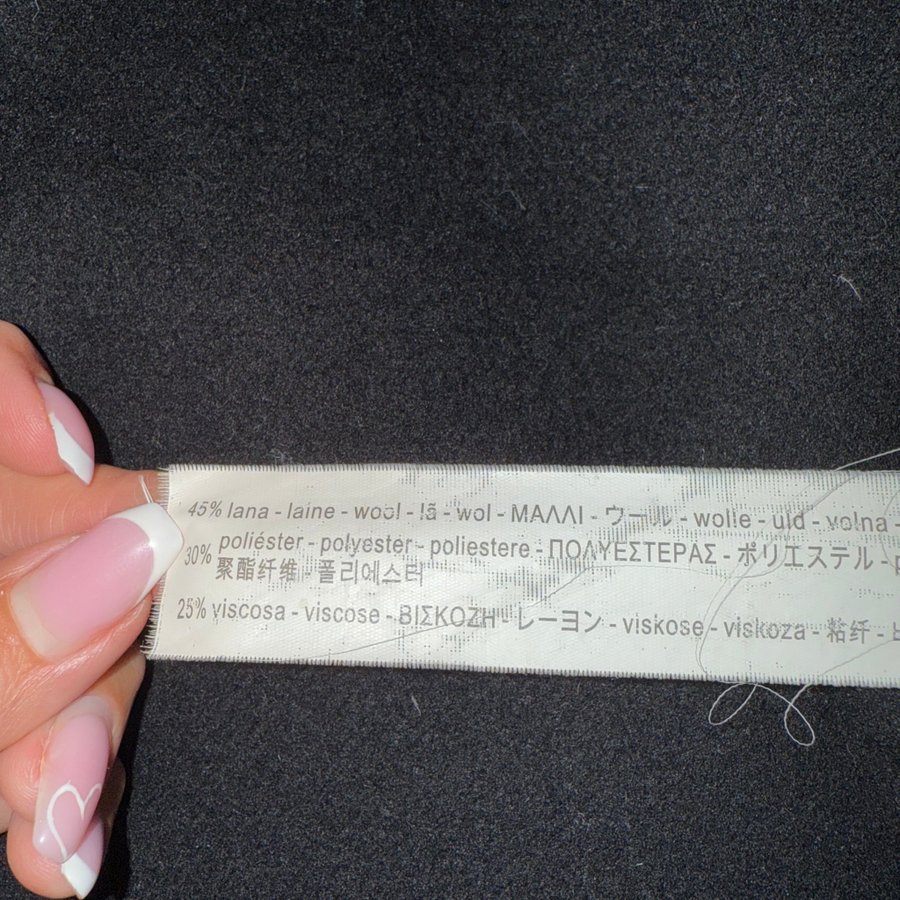 45% lana - laine - wool - lã - wol - ΜΑΛΛΙ - ウール - wolle - uld - volna -
30% poliéster - polyester - poliestere - ΠΟΛΥΕΣΤΕΡΑΣ - ポリエステル -
聚酯纤维 - 폴리에스터
25% viscosa - viscose - ΒΙΣΚΟΖΗ - レーヨン - viskose - viskoza - 粘纤 -